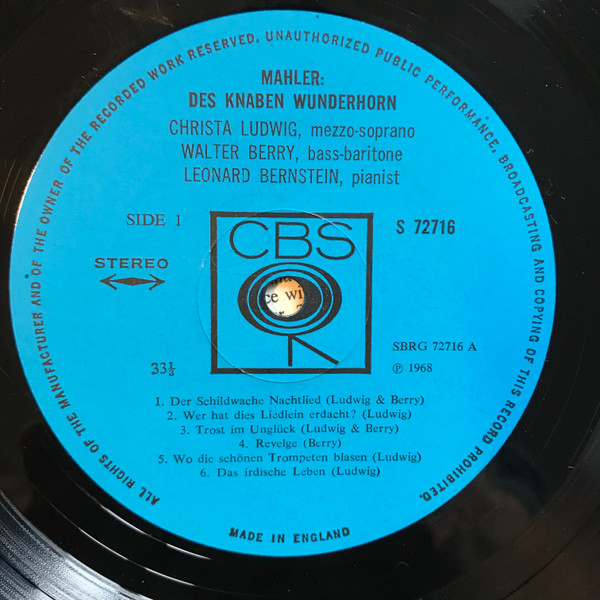 ALL RIGHTS OF THE MANUFACTURER AND OF THE OWNER OF THE RECORDED WORK RESERVED. UNAUTHORIZED PUBLIC PERFORMANCE, BROADCASTING AND COPYING OF THIS RECORD PROHIBITED.
MAHLER:
DES KNABEN WUNDERHORN
CHRISTA LUDWIG, mezzo-soprano
WALTER BERRY, bass-baritone
LEONARD BERNSTEIN, pianist
SIDE 1
CBS
S 72716
STEREO
ce wi
33⅓
SBRG 72716 A
℗ 1968
1. Der Schildwache Nachtlied (Ludwig & Berry)
2. Wer hat dies Liedlein erdacht? (Ludwig)
3. Trost im Unglück (Ludwig & Berry)
4. Revelge (Berry)
5. Wo die schönen Trompeten blasen (Ludwig)
6. Das irdische Leben (Ludwig)
MADE IN ENGLAND